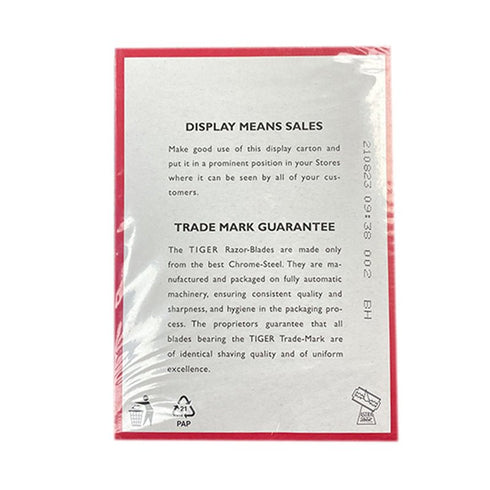 DISPLAY MEANS SALES
Make good use of this display carton and
put it in a prominent position in your Stores
where it can be seen by all of your cus-
tomers.
TRADE MARK GUARANTEE
The TIGER Razor-Blades are made only
from the best Chrome-Steel. They are ma-
nufactured and packaged on fully automatic
machinery, ensuring consistent quality and
sharpness, and hygiene in the packaging pro-
cess. The proprietors guarantee that all
blades bearing the TIGER Trade-Mark are
of identical shaving quality and of uniform
excellence.
210823 09:38 002 BH
21
PAP